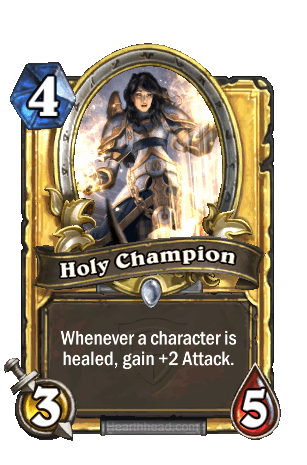 4
Holy Champion
Whenever a character is
healed, gain +2 Attack.
3
5
Hearthhead.com